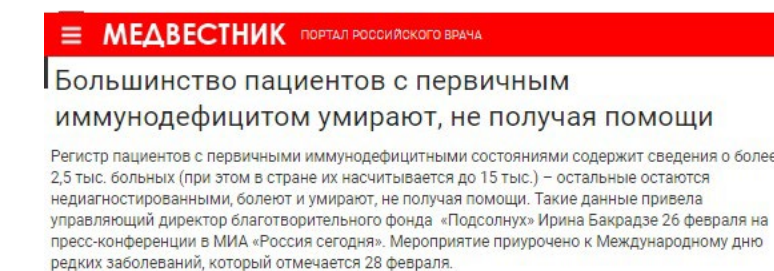 МЕДВЕСТНИК ПОРТАЛ РОССИЙСКОГО ВРАЧА
Большинство пациентов с первичным
иммунодефицитом умирают, не получая помощи
Регистр пациентов с первичными иммунодефицитными состояниями содержит сведения о более
2,5 тыс. больных (при этом в стране их насчитывается до 15 тыс.) – остальные остаются
недиагностированными, болеют и умирают, не получая помощи. Такие данные привела
управляющий директор благотворительного фонда «Подсолнух» Ирина Бакрадзе 26 февраля на
пресс-конференции в МИА «Россия сегодня». Мероприятие приурочено к Международному дню
редких заболеваний, который отмечается 28 февраля.